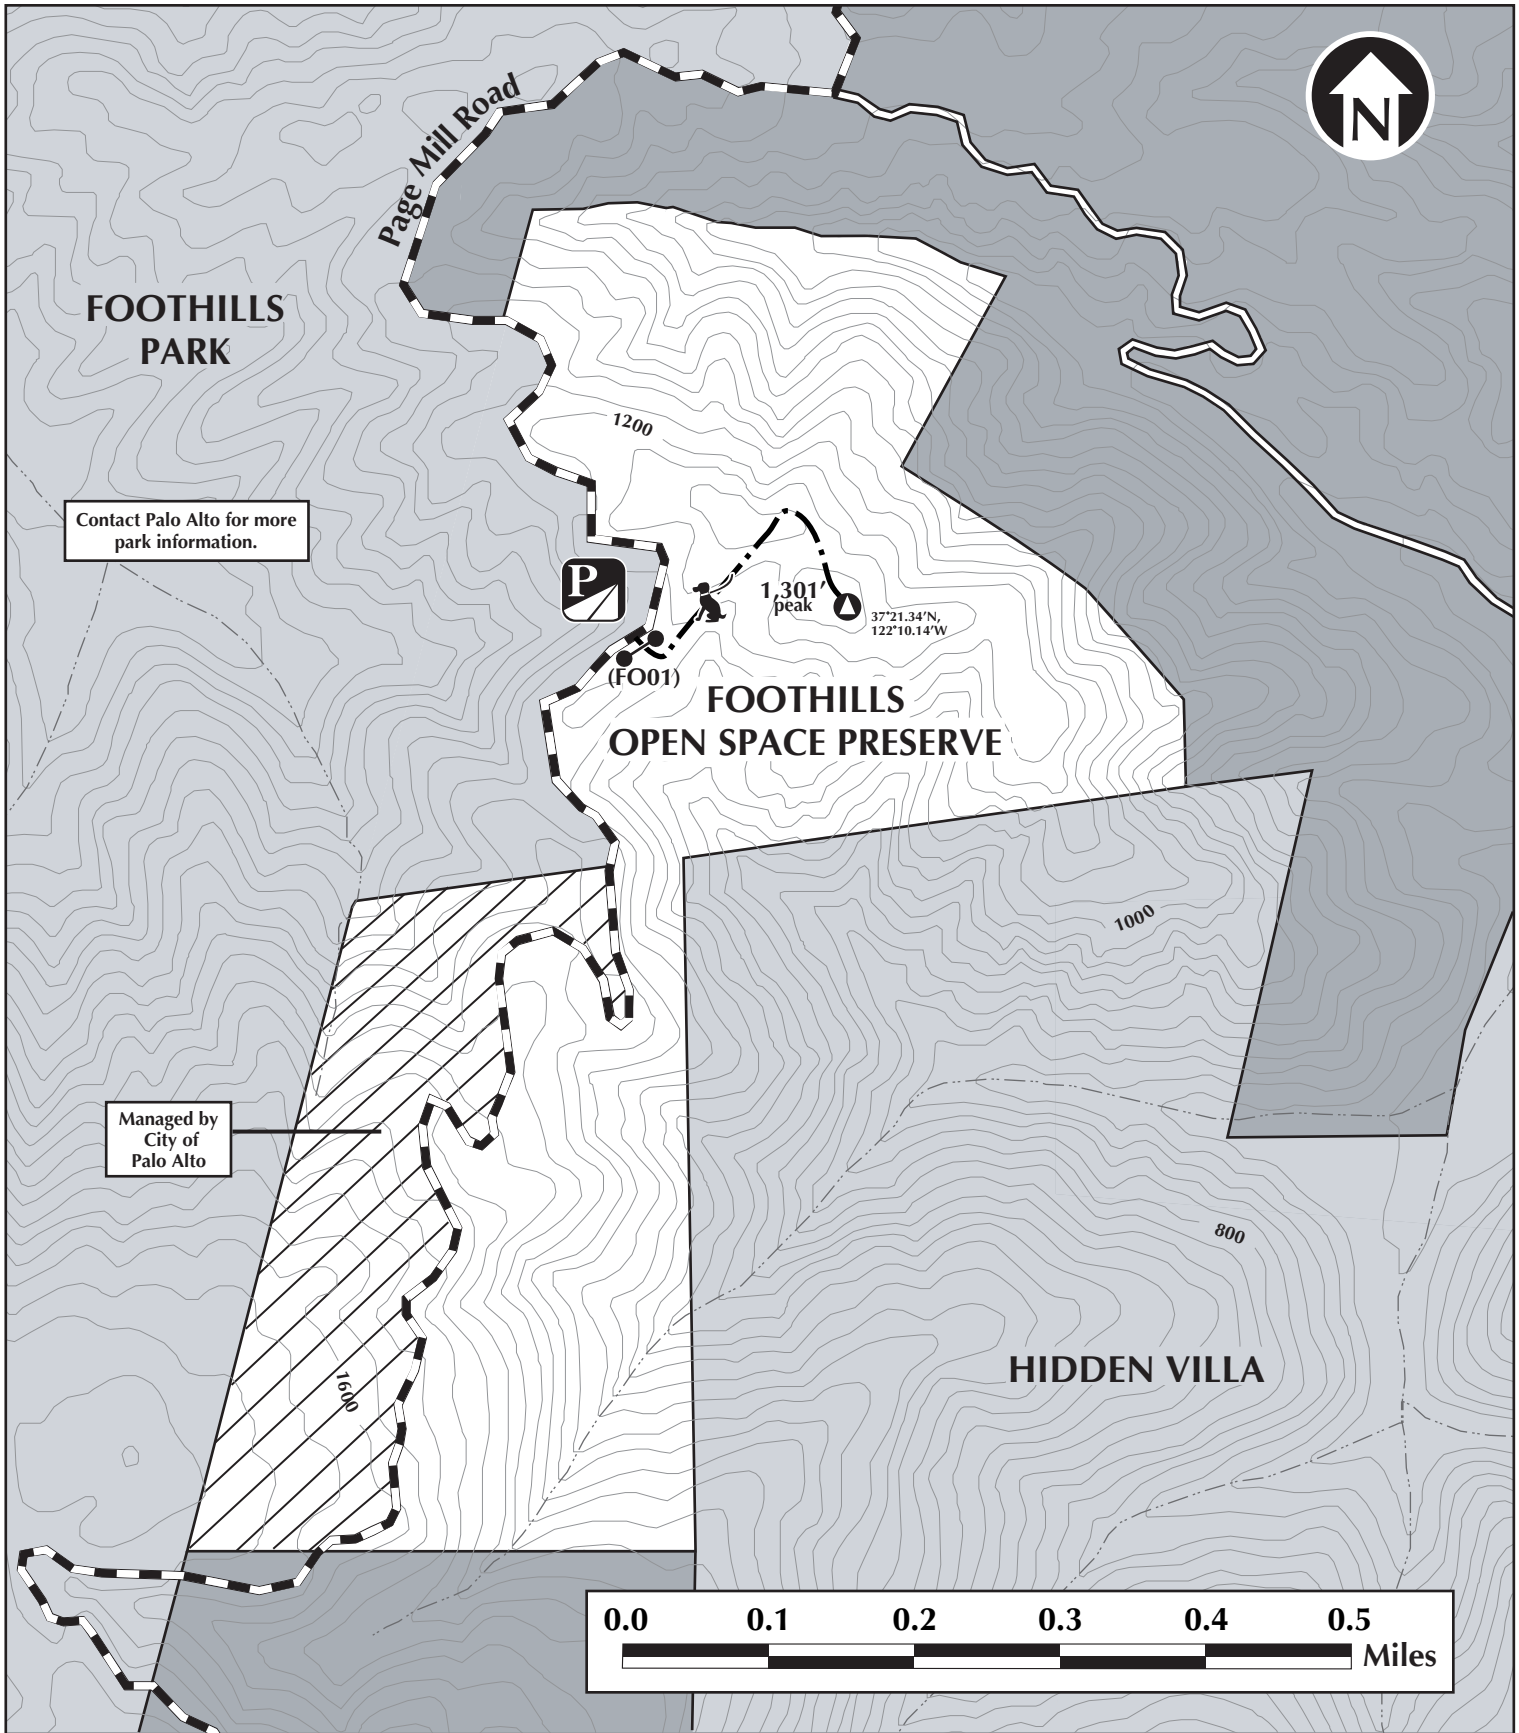 N
Page Mill Road
FOOTHILLS
PARK
1200
Contact Palo Alto for more
park information.
P
1,301'
peak
37°21.34'N,
122°10.14'W
(FO01)
FOOTHILLS
OPEN SPACE PRESERVE
1000
Managed by
City of
Palo Alto
800
HIDDEN VILLA
1600
0.0 0.1 0.2 0.3 0.4 0.5
Miles